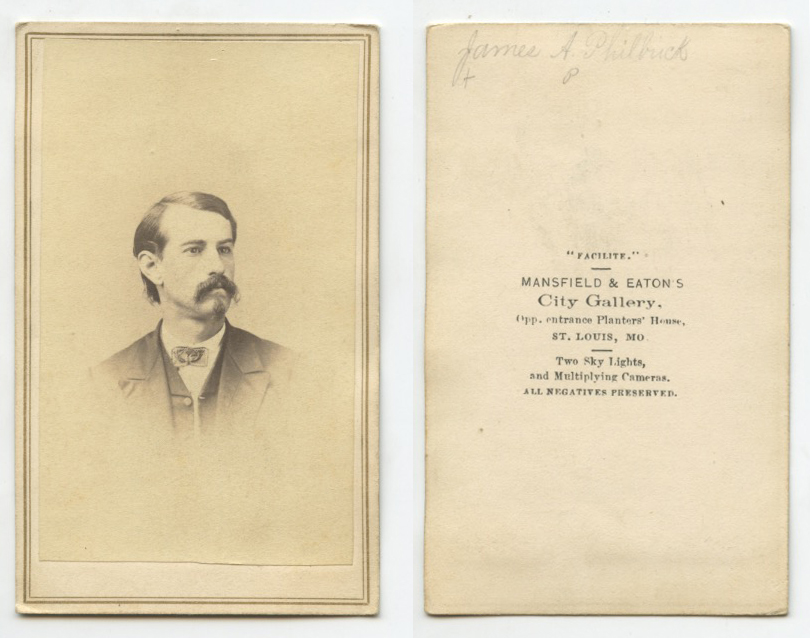 James A Philbrick
+ P
"FACILITE."
MANSFIELD & EATON'S
City Gallery,
Opp. entrance Planters' House,
ST. LOUIS, MO
Two Sky Lights,
and Multiplying Cameras.
ALL NEGATIVES PRESERVED.